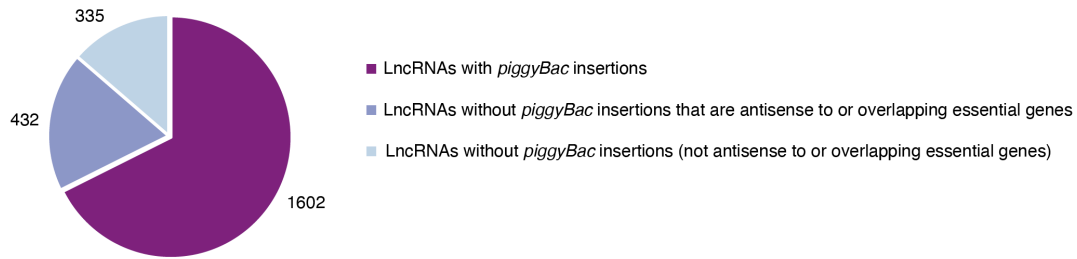 335
432
1602
LncRNAs with piggyBac insertions
LncRNAs without piggyBac insertions that are antisense to or overlapping essential genes
LncRNAs without piggyBac insertions (not antisense to or overlapping essential genes)